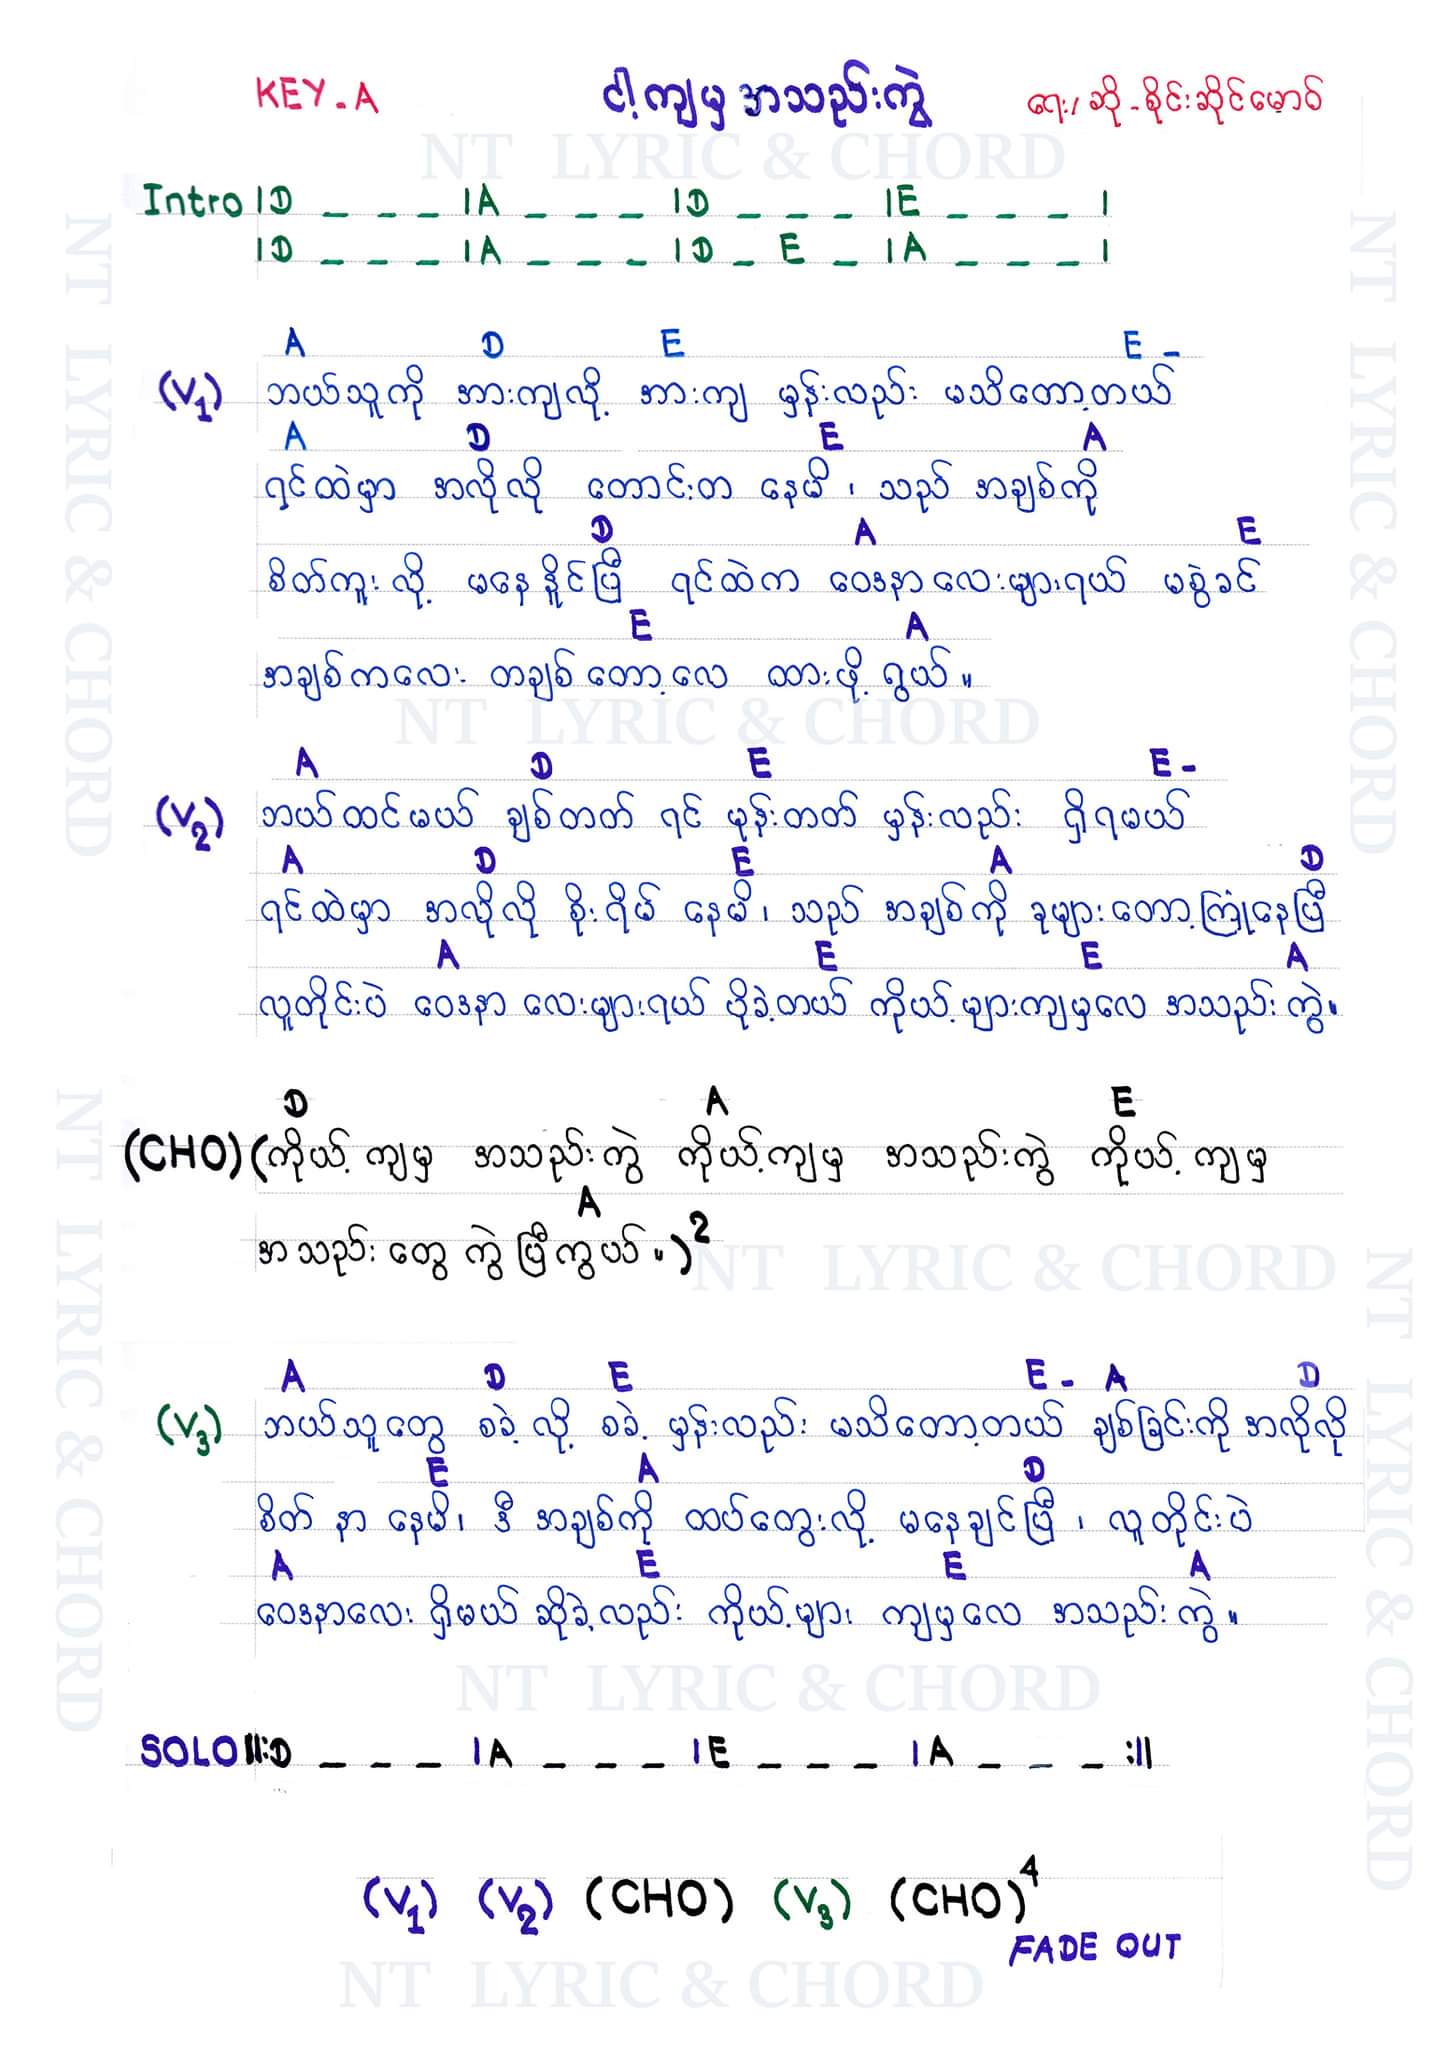 KEY-A ငါ့ကျမှ အသည်းကွဲ ရေး/ဆို-စိုင်းဆိုင်မောဝ်
NT LYRIC & CHORD
Intro |D _ _ _ |A _ _ _ |D _ _ _ |E _ _ _ |
|D _ _ _ |A _ _ _ |D _ E _ |A _ _ _ |
A D E E -
(V1) ဘယ်သူကို အားကျလို့ အားကျ မှန်းလည်း မသိတော့တယ်
A D E A
ရင်ထဲမှာ အလိုလို တောင်းတ နေမိ ၊ သည် အချစ်ကို
D A E
စိတ်ကူးလို့ မနေနိုင်ပြီ ရင်ထဲက ဝေဒနာလေးများရယ် မစွဲခင်
E A
အချစ်ကလေး တချစ်တော့လေ ထားဖို့ရွယ်။
NT LYRIC & CHORD
A D E E -
(V2) ဘယ်ထင်မယ် ချစ်တတ် ရင် မုန်းတတ် မှန်းလည်း ရှိရမယ်
A D E A D
ရင်ထဲမှာ အလိုလို စိုးရိမ် နေမိ၊ သည် အချစ်ကို ခုများတော့ကြုံနေပြီ
A E E A
လူတိုင်းပဲ ဝေဒနာ လေးများရယ် ပိုခဲ့တယ် ကိုယ့်များကျမှလေ အသည်းကွဲ။
D A E
(CHO) (ကိုယ့် ကျမှ အသည်းကွဲ ကိုယ့်ကျမှ အသည်းကွဲ ကိုယ့် ကျမှ
A
အသည်းတွေ ကွဲပြီကွယ်။)2
NT LYRIC & CHORD
A D E E - A D
(V3) ဘယ်သူတွေ စခဲ့လို့ စခဲ့ မှန်းလည်း မသိတော့တယ် ချစ်ခြင်းကို အလိုလို
E A D
စိတ် နာ နေမိ၊ ဒီ အချစ်ကို ထပ်တွေးလို့ မနေချင်ပြီ ၊ လူတိုင်းပဲ
A E E A
ဝေဒနာလေး ရှိမယ် ဆိုခဲ့လည်း ကိုယ့်များ ကျမှလေ အသည်းကွဲ။
NT LYRIC & CHORD
SOLO ||:D _ _ _ |A _ _ _ |E _ _ _ |A _ _ _ :||
(V1) (V2) (CHO) (V3) (CHO)4
FADE OUT
NT LYRIC & CHORD
NT LYRIC & CHORD
NT LYRIC & CHORD
NT LYRIC & CHORD
NT LYRIC & CHORD